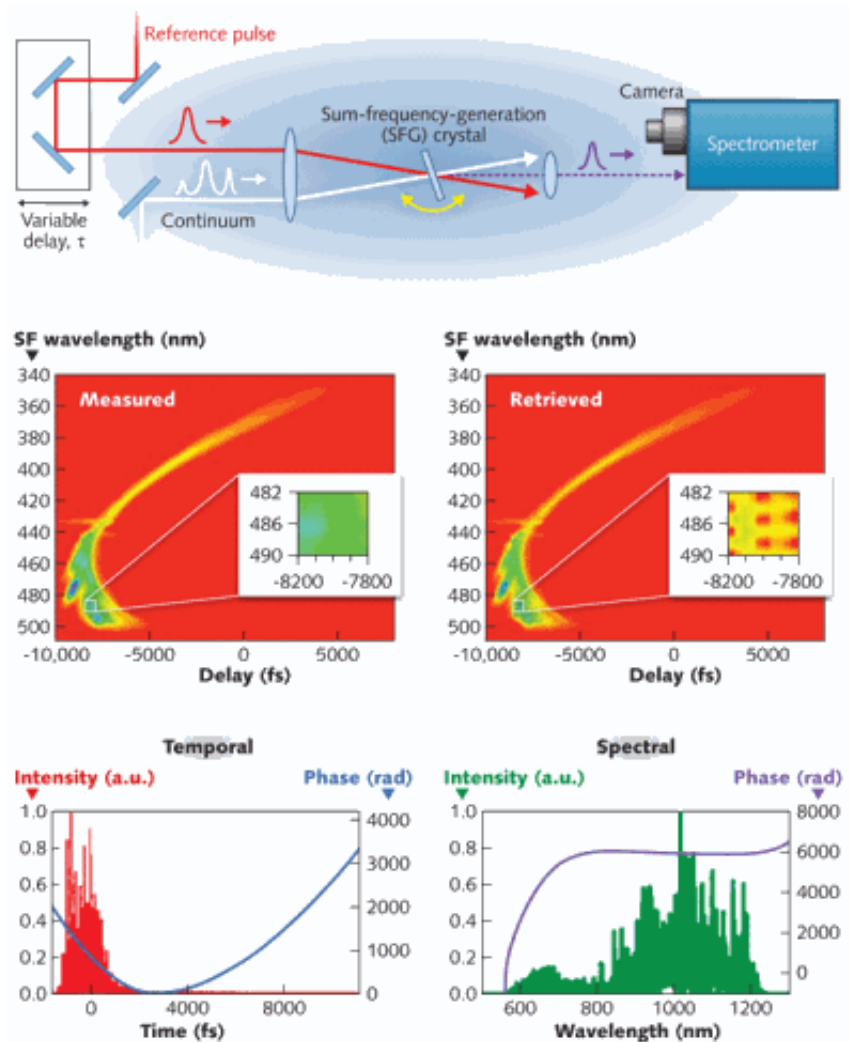 Reference pulse
Camera
Sum-frequency-generation
(SFG) crystal
Spectrometer
Variable
delay, τ
Continuum
SF wavelength (nm)
340
360
380
400
420
440
460
480
500
Measured
482
486
490
-8200
-7800
-10,000
-5000
0
5000
Delay (fs)
SF wavelength (nm)
340
360
380
400
420
440
460
480
500
Retrieved
482
486
490
-8200
-7800
-10,000
-5000
0
5000
Delay (fs)
Temporal
Intensity (a.u.)
Phase (rad)
1.0
0.8
0.6
0.4
0.2
0.0
4000
3000
2000
1000
0
0
4000
8000
Time (fs)
Spectral
Intensity (a.u.)
Phase (rad)
1.0
0.8
0.6
0.4
0.2
0.0
8000
6000
4000
2000
0
600
800
1000
1200
Wavelength (nm)